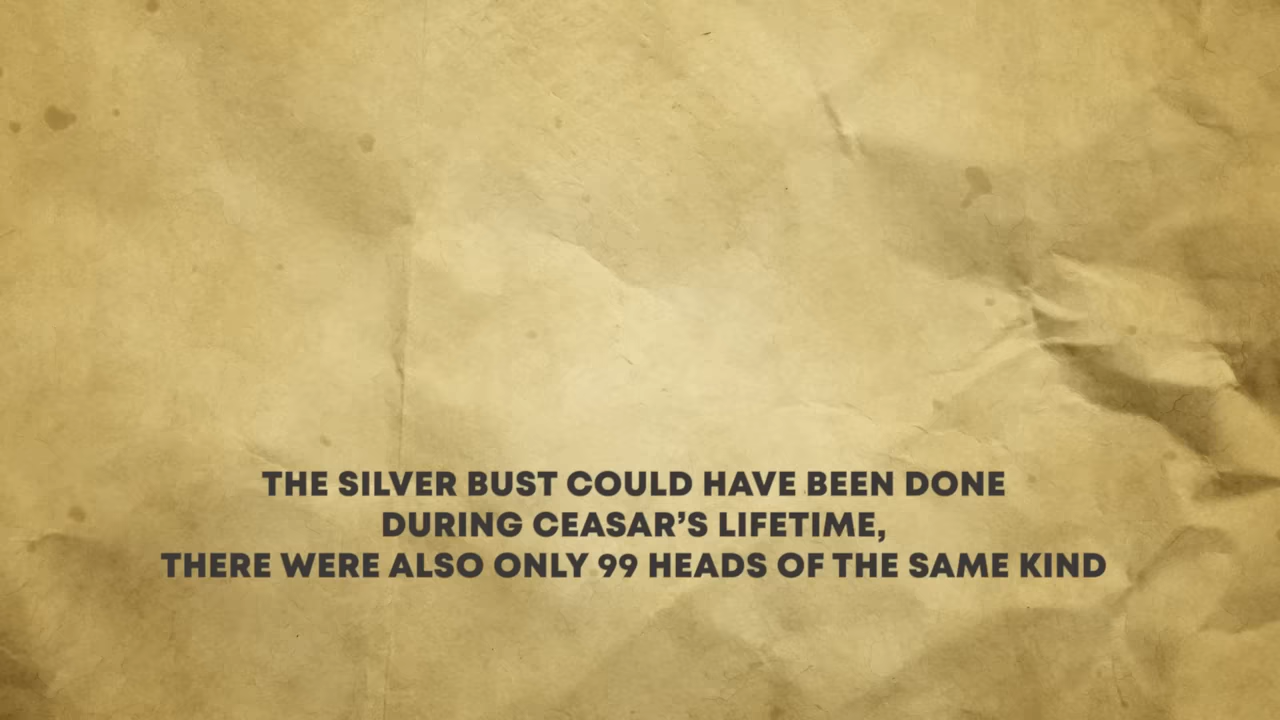 THE SILVER BUST COULD HAVE BEEN DONE
DURING CEASAR’S LIFETIME,
THERE WERE ALSO ONLY 99 HEADS OF THE SAME KIND